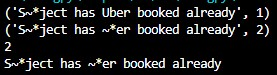 ('S~*ject has Uber booked already', 1)
('S~*ject has ~*er booked already', 2)
2
S~*ject has ~*er booked already